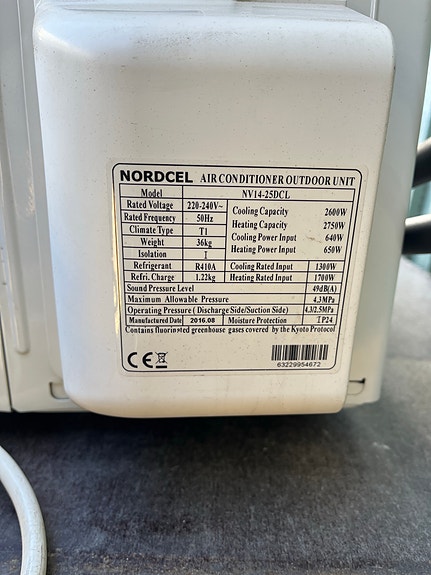 NORDCEL AIR CONDITIONER OUTDOOR UNIT
Model NV14-25DCL
Rated Voltage 220-240V~ Cooling Capacity 2600W
Rated Frequency 50Hz Heating Capacity 2750W
Climate Type T1 Cooling Power Input 640W
Weight 36kg Heating Power Input 650W
Isolation I
Refrigerant R410A Cooling Rated Input 1300W
Refri. Charge 1.22kg Heating Rated Input 1700W
Sound Pressure Level 49dB(A)
Maximum Allowable Pressure 4.3MPa
Operating Pressure ( Discharge Side/Suction Side) 4.3/2.5MPa
Manufactured Date 2016.08 Moisture Protection IP24
Contains fluorinated greenhouse gases covered by the Kyoto Protocol
CE
63229954672